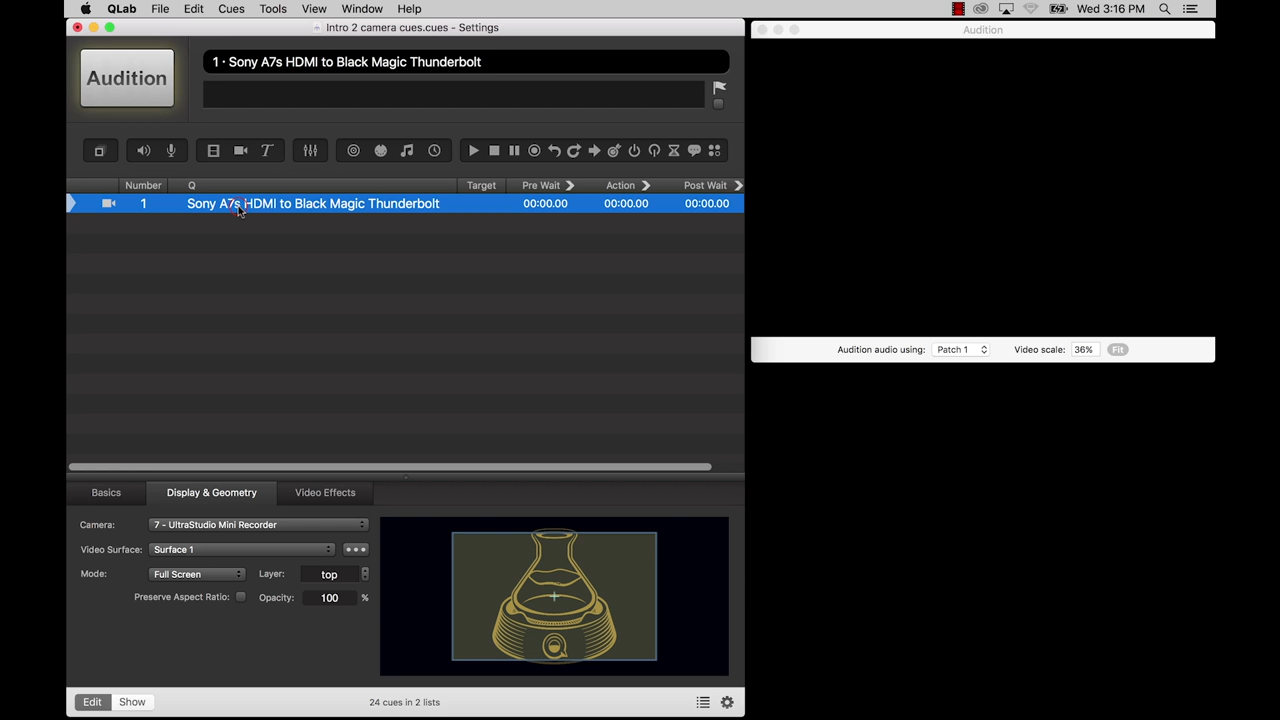 QLab File Edit Cues Tools View Window Help Wed 3:16 PM
Intro 2 camera cues.cues - Settings
Audition
Audition
1 · Sony A7s HDMI to Black Magic Thunderbolt
Number Q Target Pre Wait Action Post Wait
1 Sony A7s HDMI to Black Magic Thunderbolt 00:00.00 00:00.00 00:00.00
Audition audio using: Patch 1 Video scale: 36% Fit
Basics Display & Geometry Video Effects
Camera: 7 - UltraStudio Mini Recorder
Video Surface: Surface 1
Mode: Full Screen Layer: top
Preserve Aspect Ratio: Opacity: 100 %
Edit Show 24 cues in 2 lists